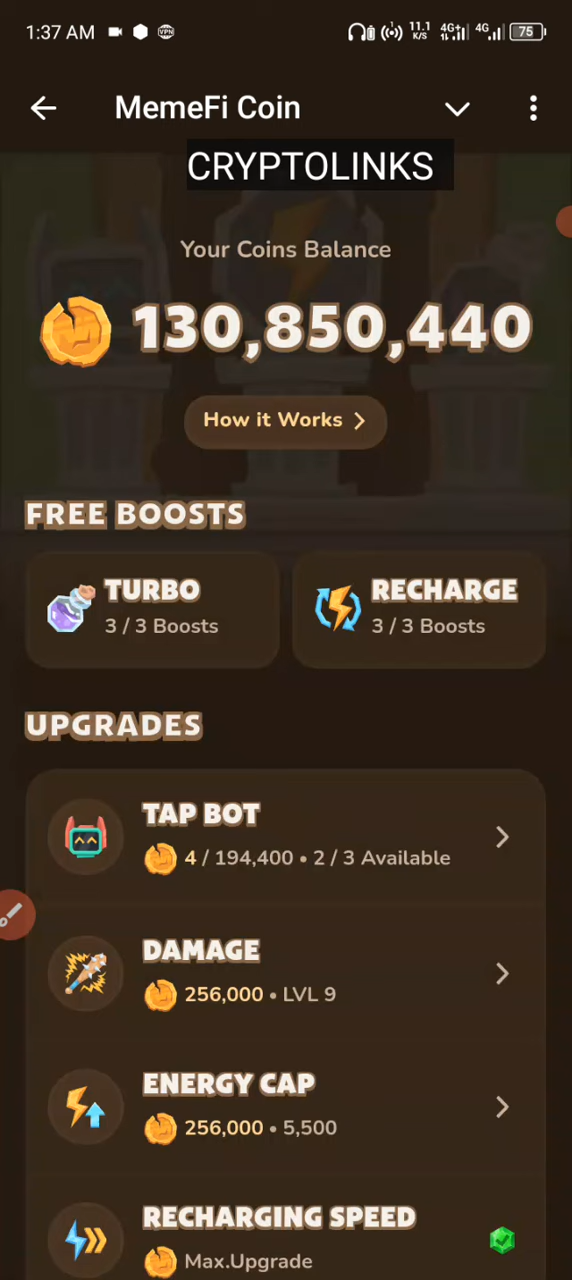 1:37 AM VPN 1 11.1 K/S 4G+ 4G 75
MemeFi Coin
CRYPTOLINKS
Your Coins Balance
130,850,440
How it Works
FREE BOOSTS
TURBO RECHARGE
3 / 3 Boosts 3 / 3 Boosts
UPGRADES
TAP BOT
4 / 194,400 • 2 / 3 Available
DAMAGE
256,000 • LVL 9
ENERGY CAP
256,000 • 5,500
RECHARGING SPEED
Max.Upgrade